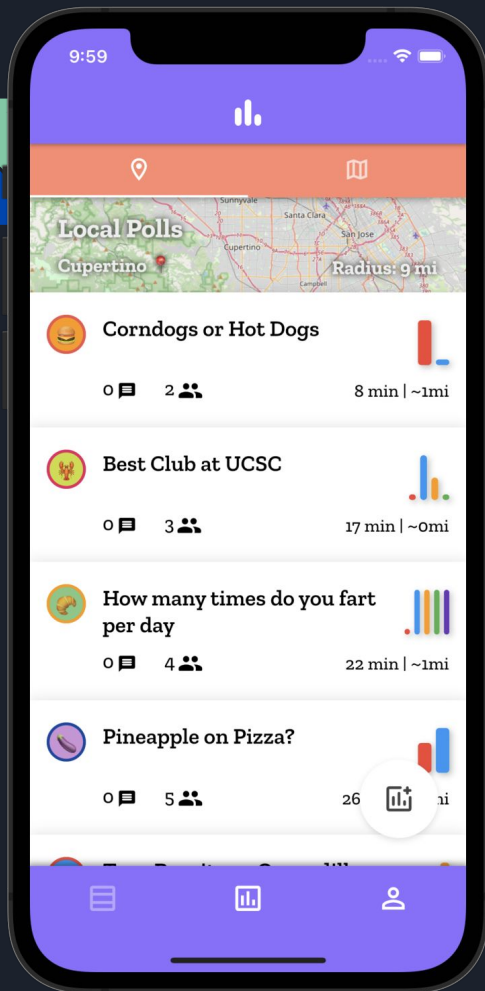 9:59
Sunnyvale
Santa Clara
Local Polls
San Jose
Cupertino
Cupertino
Radius: 9 mi
Campbell
Corndogs or Hot Dogs
0 2 8 min | ~1mi
Best Club at UCSC
0 3 17 min | ~0mi
How many times do you fart
per day
0 4 22 min | ~1mi
Pineapple on Pizza?
0 5 26